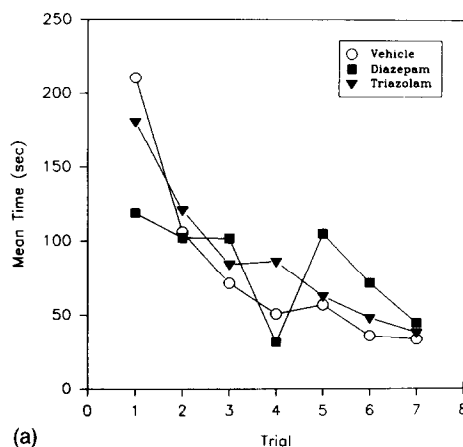 250
200
150
100
50
0
Mean Time (sec)
Vehicle
Diazepam
Triazolam
0 1 2 3 4 5 6 7 8
Trial
(a)